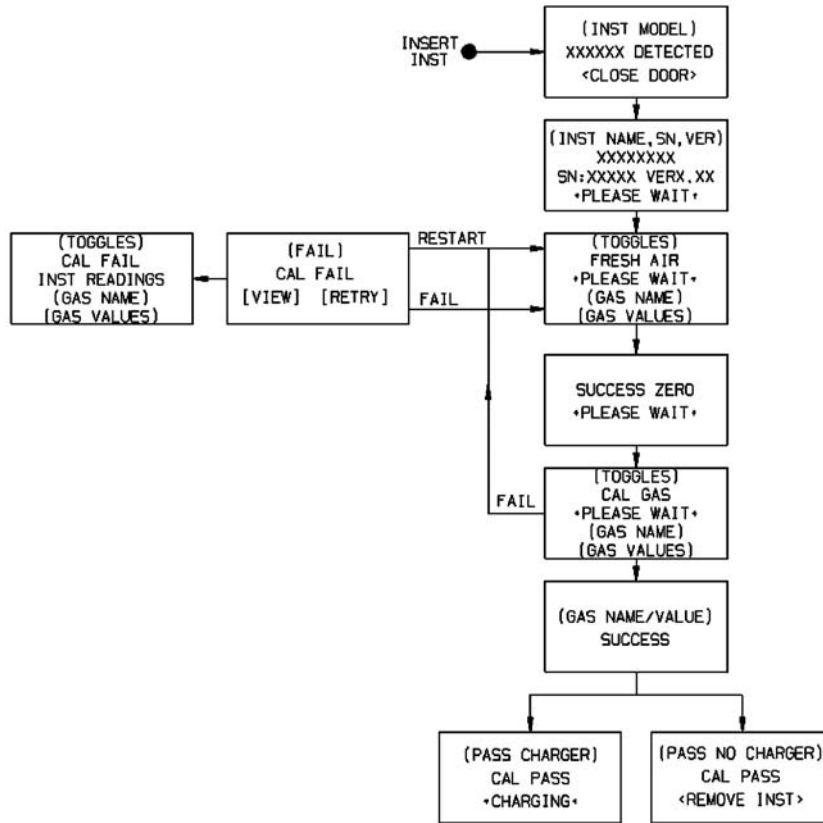 INSERT
INST
(INST MODEL)
XXXXXX DETECTED
<CLOSE DOOR>
(INST NAME,SN,VER)
XXXXXXXX
SN:XXXXX VERX.XX
*PLEASE WAIT*
(TOGGLES)
CAL FAIL
INST READINGS
(GAS NAME)
(GAS VALUES)
(FAIL)
CAL FAIL
[VIEW] [RETRY]
RESTART
FAIL
(TOGGLES)
FRESH AIR
*PLEASE WAIT*
(GAS NAME)
(GAS VALUES)
SUCCESS ZERO
*PLEASE WAIT*
FAIL
(TOGGLES)
CAL GAS
*PLEASE WAIT*
(GAS NAME)
(GAS VALUES)
(GAS NAME/VALUE)
SUCCESS
(PASS CHARGER)
CAL PASS
*CHARGING*
(PASS NO CHARGER)
CAL PASS
<REMOVE INST>